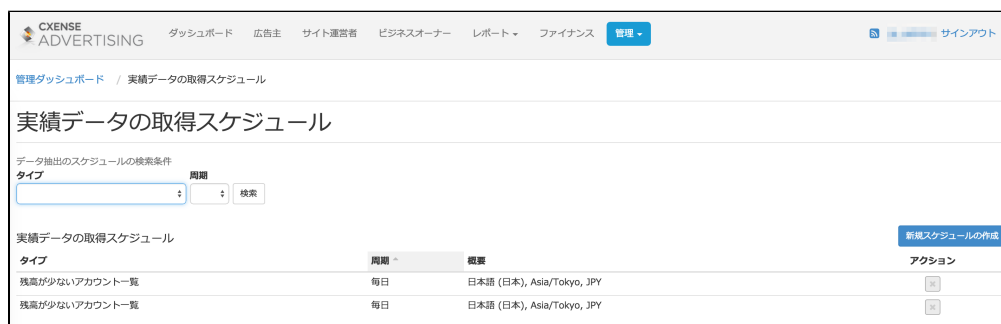 CXENSE
ADVERTISING
ダッシュボード 広告主 サイト運営者 ビジネスオーナー レポート ファイナンス 管理 サインアウト
管理ダッシュボード / 実績データの取得スケジュール
実績データの取得スケジュール
データ抽出のスケジュールの検索条件
タイプ 周期
検索
実績データの取得スケジュール 新規スケジュールの作成
タイプ 周期 概要 アクション
残高が少ないアカウント一覧 毎日 日本語 (日本), Asia/Tokyo, JPY
残高が少ないアカウント一覧 毎日 日本語 (日本), Asia/Tokyo, JPY